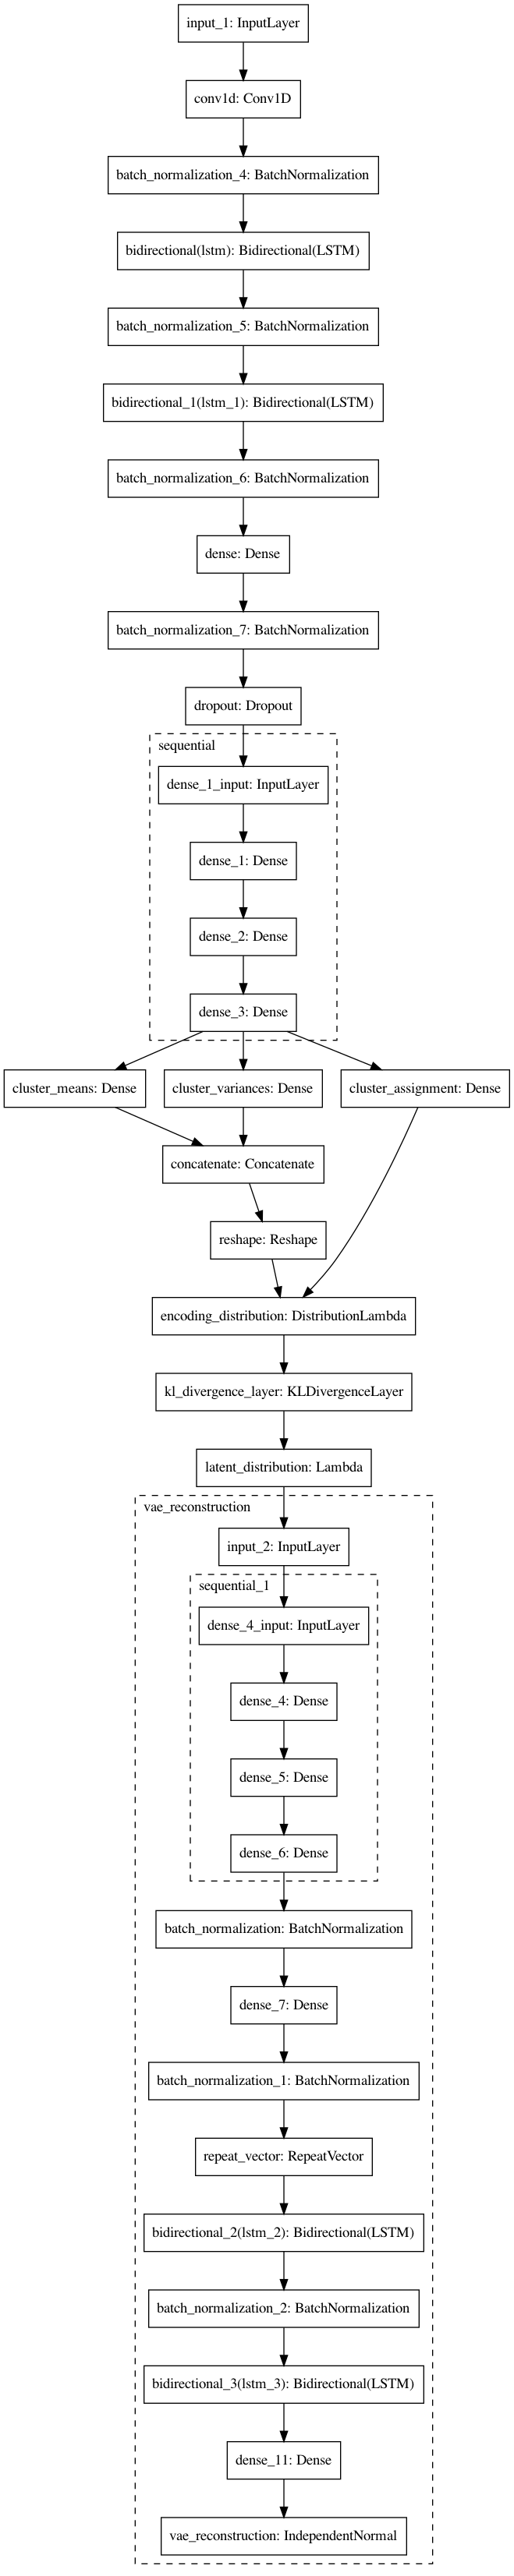 input_1: InputLayer
conv1d: Conv1D
batch_normalization_4: BatchNormalization
bidirectional(lstm): Bidirectional(LSTM)
batch_normalization_5: BatchNormalization
bidirectional_1(lstm_1): Bidirectional(LSTM)
batch_normalization_6: BatchNormalization
dense: Dense
batch_normalization_7: BatchNormalization
dropout: Dropout
sequential
dense_1_input: InputLayer
dense_1: Dense
dense_2: Dense
dense_3: Dense
cluster_means: Dense
cluster_variances: Dense
cluster_assignment: Dense
concatenate: Concatenate
reshape: Reshape
encoding_distribution: DistributionLambda
kl_divergence_layer: KLDivergenceLayer
latent_distribution: Lambda
vae_reconstruction
input_2: InputLayer
sequential_1
dense_4_input: InputLayer
dense_4: Dense
dense_5: Dense
dense_6: Dense
batch_normalization: BatchNormalization
dense_7: Dense
batch_normalization_1: BatchNormalization
repeat_vector: RepeatVector
bidirectional_2(lstm_2): Bidirectional(LSTM)
batch_normalization_2: BatchNormalization
bidirectional_3(lstm_3): Bidirectional(LSTM)
dense_11: Dense
vae_reconstruction: IndependentNormal